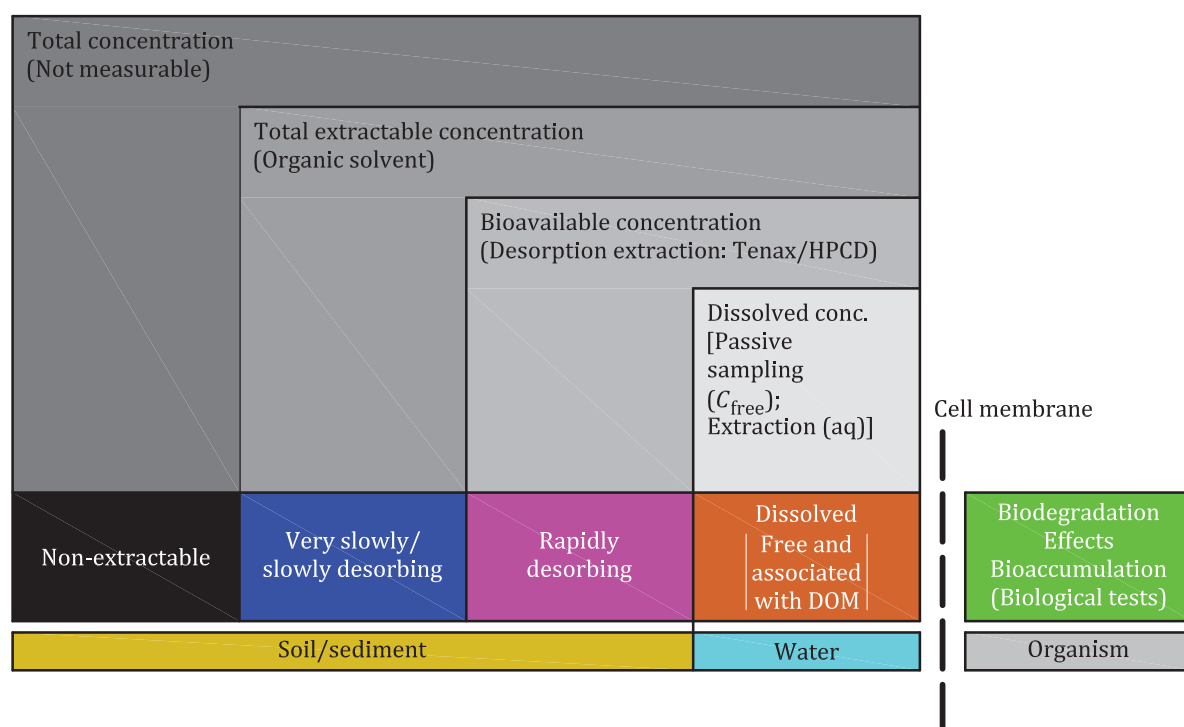 Total concentration
(Not measurable)
Total extractable concentration
(Organic solvent)
Bioavailable concentration
(Desorption extraction: Tenax/HPCD)
Dissolved conc.
[Passive
sampling
(Cfree);
Extraction (aq)]
Cell membrane
Non-extractable
Very slowly/
slowly desorbing
Rapidly
desorbing
Dissolved
Free and
associated
with DOM
Biodegradation
Effects
Bioaccumulation
(Biological tests)
Soil/sediment
Water
Organism